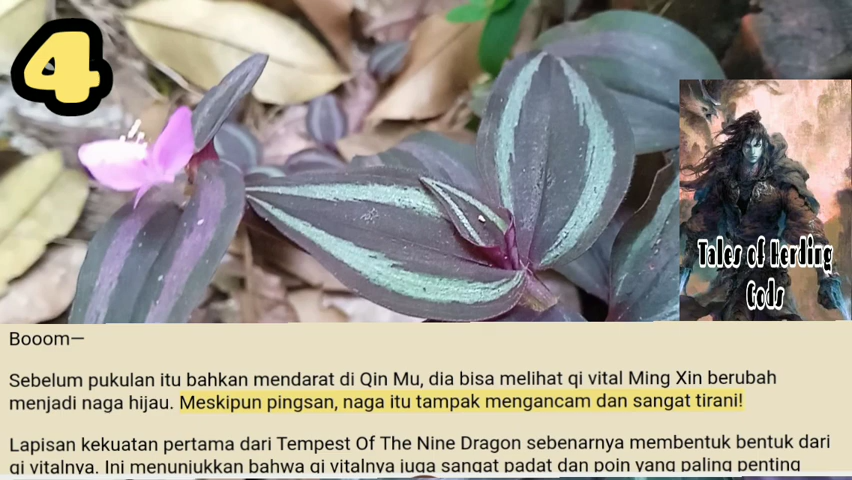 4
Tales of Herding
Gods
Booom—
Sebelum pukulan itu bahkan mendarat di Qin Mu, dia bisa melihat qi vital Ming Xin berubah
menjadi naga hijau. Meskipun pingsan, naga itu tampak mengancam dan sangat tirani!
Lapisan kekuatan pertama dari Tempest Of The Nine Dragon sebenarnya membentuk bentuk dari
qi vitalnya. Ini menunjukkan bahwa qi vitalnya juga sangat padat dan poin yang paling penting